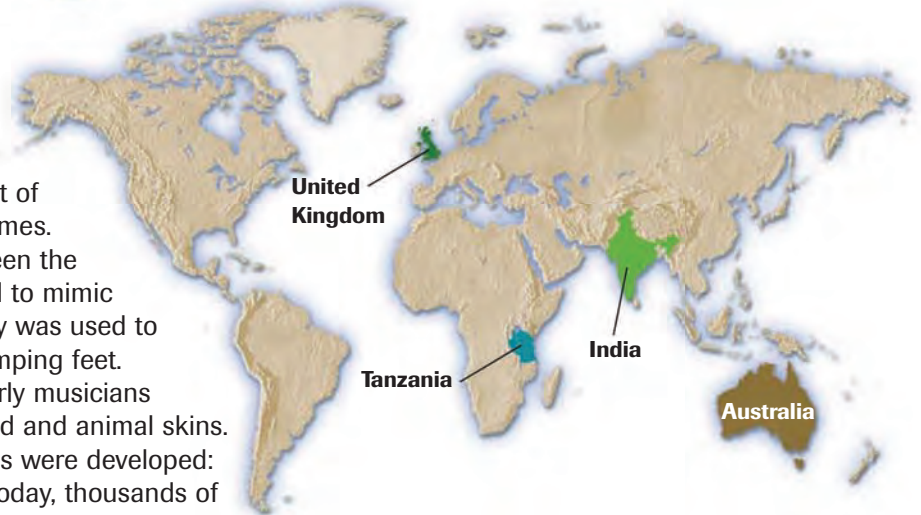 t of
mes.
een the
d to mimic
y was used to
mping feet.
rly musicians
d and animal skins.
s were developed:
oday, thousands of
United
Kingdom
Tanzania
India
Australia